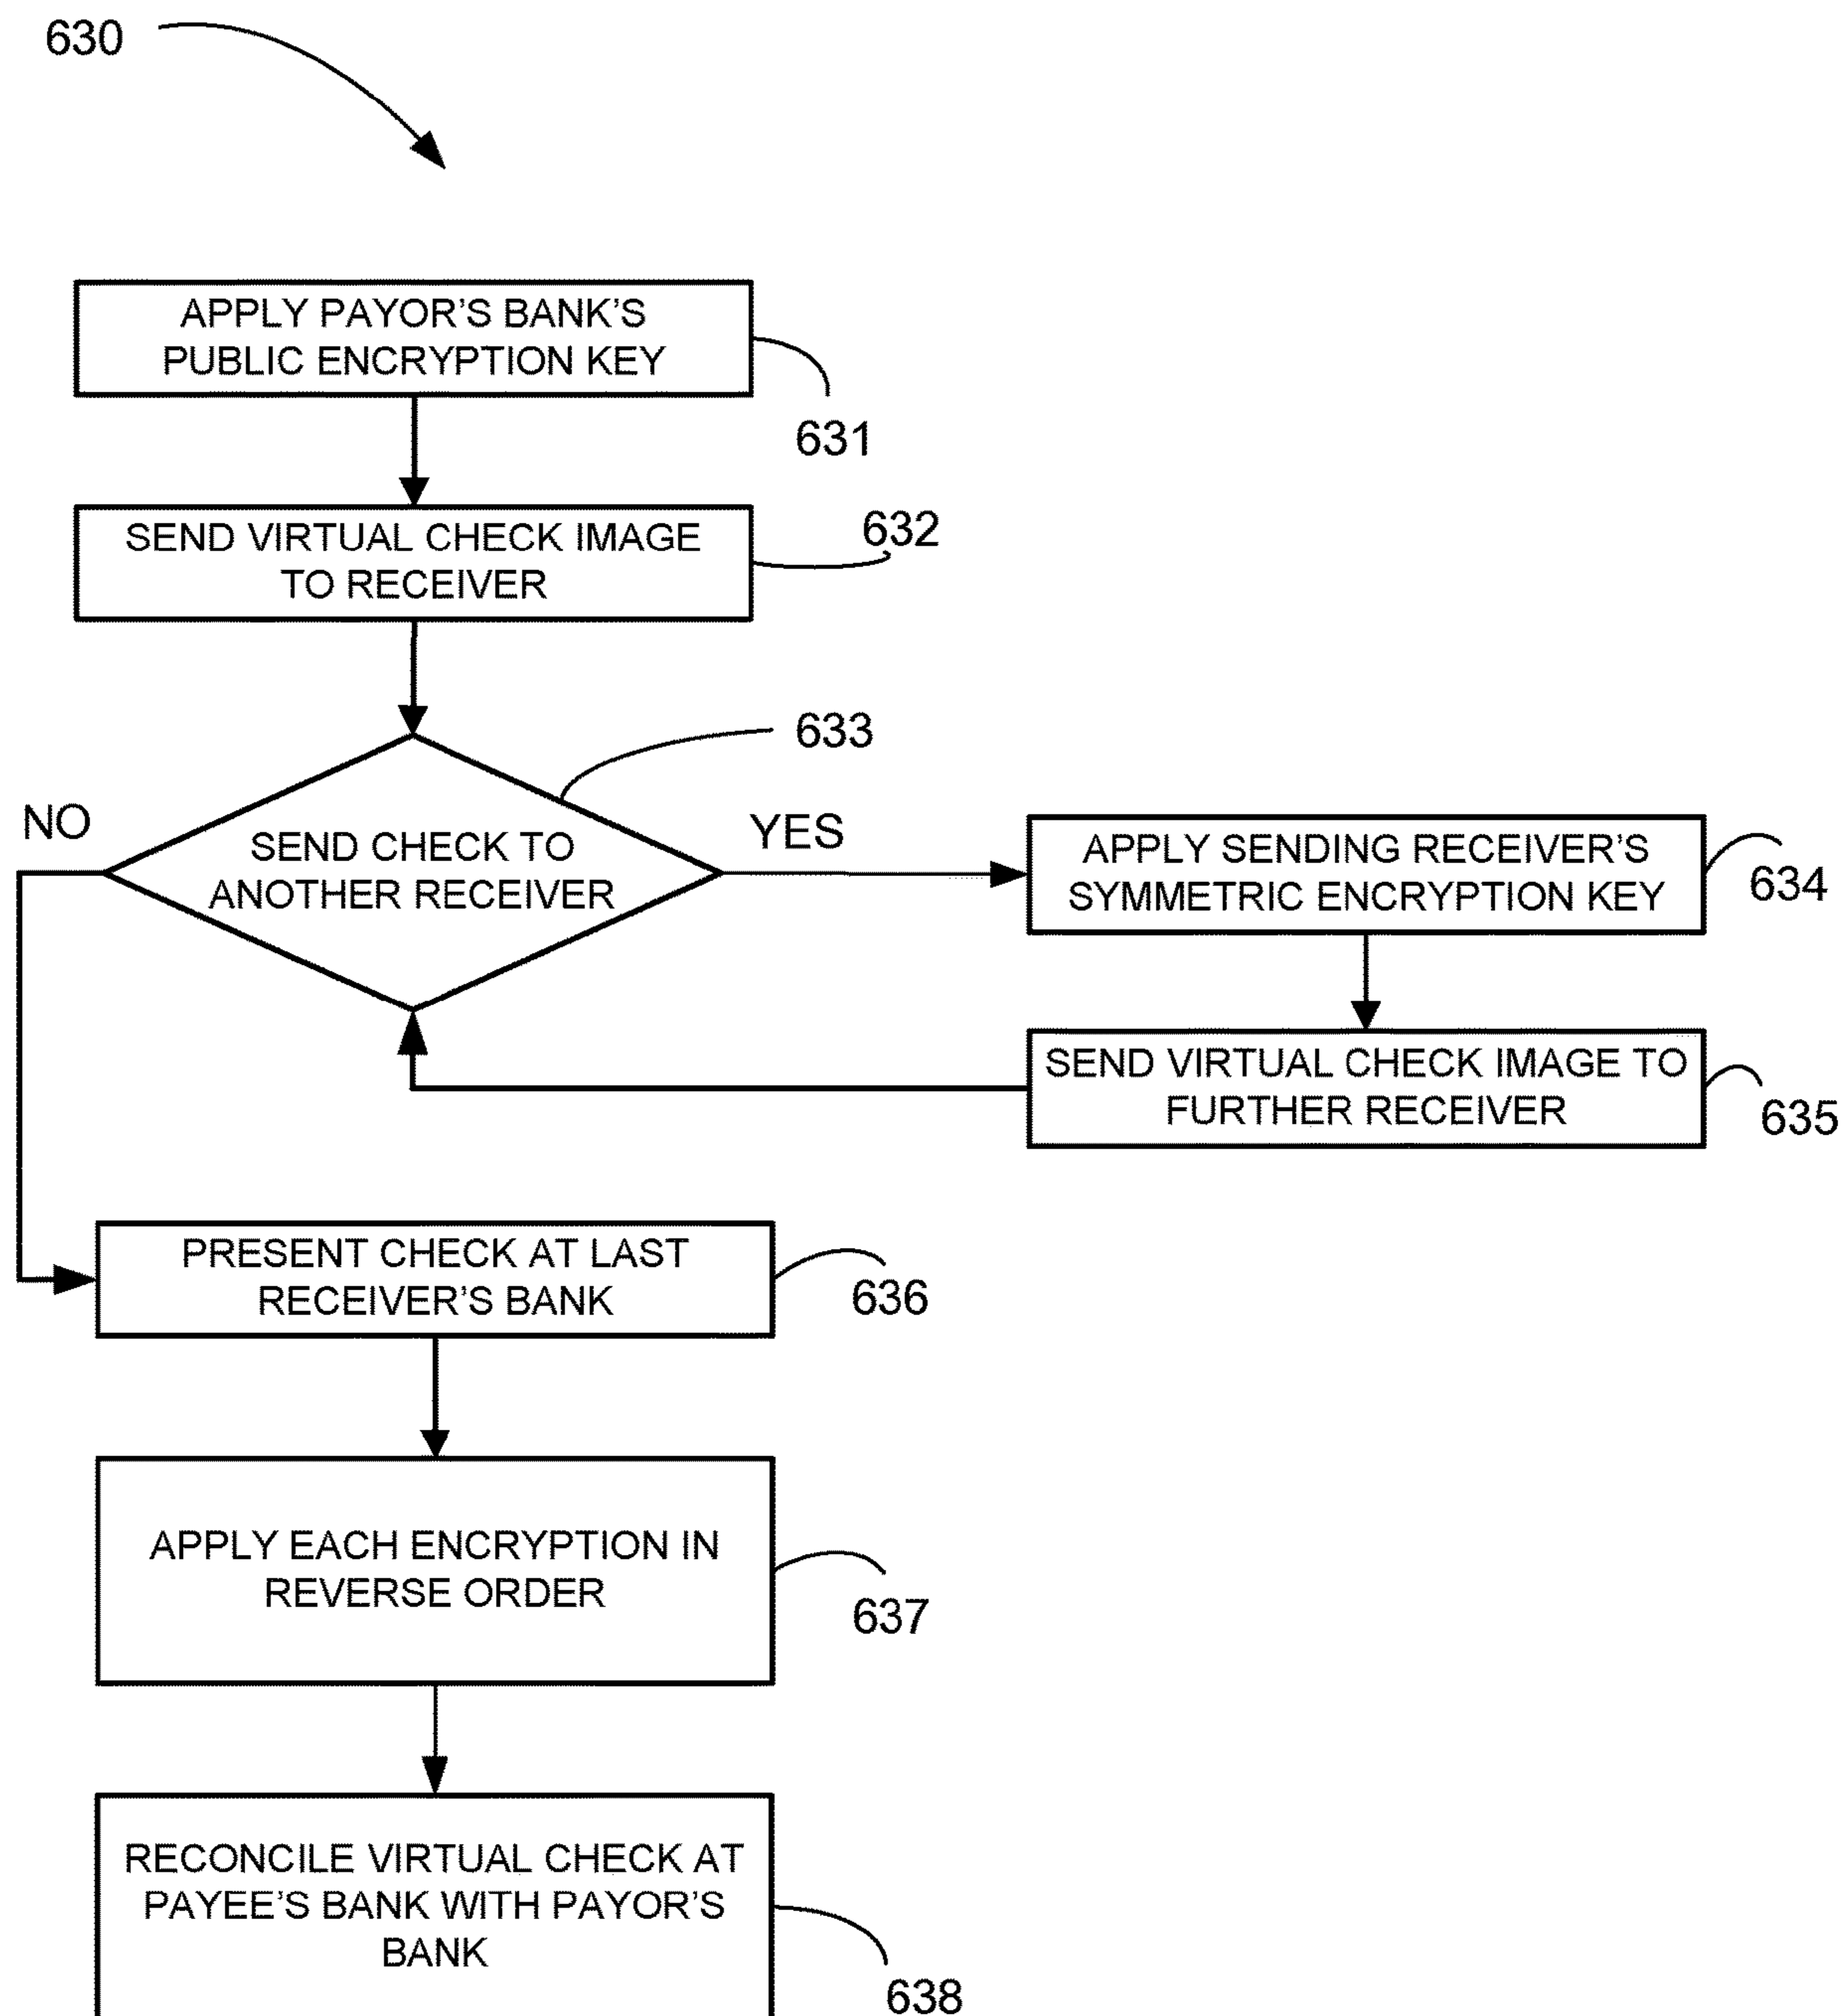 630
APPLY PAYOR'S BANK'S
PUBLIC ENCRYPTION KEY
631
SEND VIRTUAL CHECK IMAGE
TO RECEIVER
632
633
NO
SEND CHECK TO
ANOTHER RECEIVER
YES
APPLY SENDING RECEIVER'S
SYMMETRIC ENCRYPTION KEY
634
SEND VIRTUAL CHECK IMAGE TO
FURTHER RECEIVER
635
PRESENT CHECK AT LAST
RECEIVER'S BANK
636
APPLY EACH ENCRYPTION IN
REVERSE ORDER
637
RECONCILE VIRTUAL CHECK AT
PAYEE'S BANK WITH PAYOR'S
BANK
638